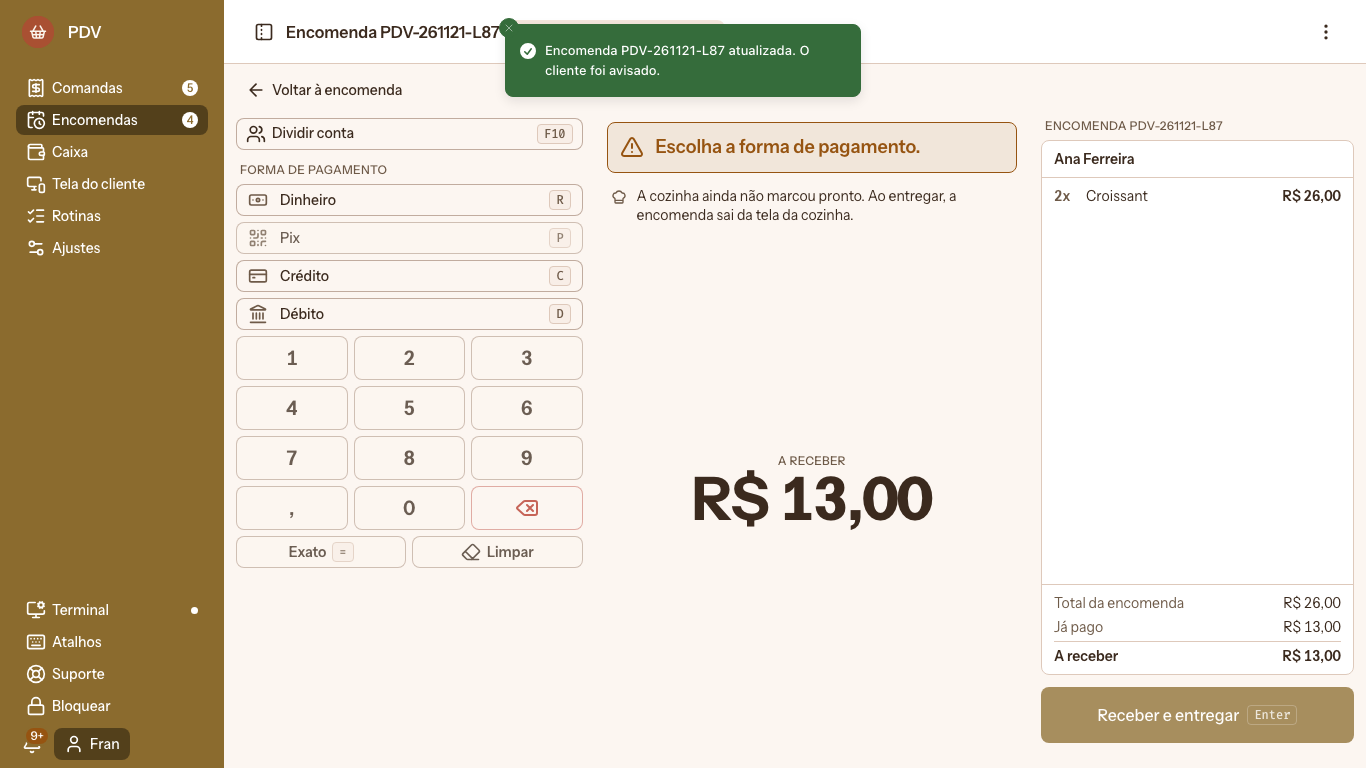 PDV
Comandas 5
Encomendas 4
Caixa
Tela do cliente
Rotinas
Ajustes
Terminal
Atalhos
Suporte
Bloquear
9+
Fran
Encomenda PDV-261121-L87
Encomenda PDV-261121-L87 atualizada. O
cliente foi avisado.
Voltar à encomenda
Dividir conta F10
FORMA DE PAGAMENTO
Dinheiro R
Pix P
Crédito C
Débito D
1 2 3
4 5 6
7 8 9
, 0
Exato = Limpar
Escolha a forma de pagamento.
A cozinha ainda não marcou pronto. Ao entregar, a
encomenda sai da tela da cozinha.
A RECEBER
R$ 13,00
ENCOMENDA PDV-261121-L87
Ana Ferreira
2x Croissant R$ 26,00
Total da encomenda R$ 26,00
Já pago R$ 13,00
A receber R$ 13,00
Receber e entregar Enter